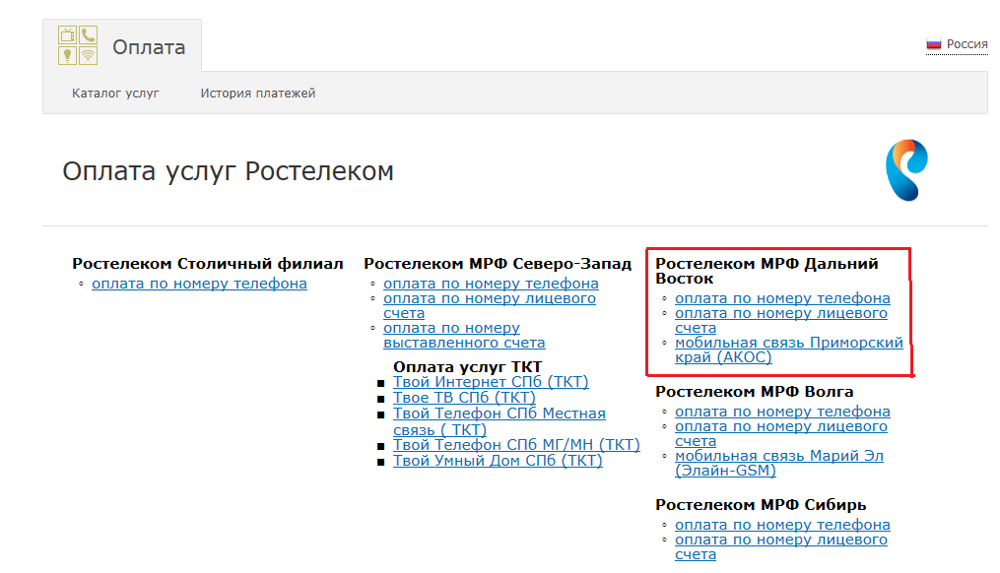 Оплата
Россия
Каталог услуг
История платежей
Оплата услуг Ростелеком
Ростелеком Столичный филиал
оплата по номеру телефона
Ростелеком МРФ Северо-Запад
оплата по номеру телефона
оплата по номеру лицевого
счета
оплата по номеру
выставленного счета
Оплата услуг ТКТ
Твой Интернет СПб (ТКТ)
Твое ТВ СПб (ТКТ)
Твой Телефон СПб Местная
связь ( ТКТ)
Твой Телефон СПб МГ/МН (ТКТ)
Твой Умный Дом СПб (ТКТ)
Ростелеком МРФ Дальний
Восток
оплата по номеру телефона
оплата по номеру лицевого
счета
мобильная связь Приморский
край (АКОС)
Ростелеком МРФ Волга
оплата по номеру телефона
оплата по номеру лицевого
счета
мобильная связь Марий Эл
(Элайн-GSM)
Ростелеком МРФ Сибирь
оплата по номеру телефона
оплата по номеру лицевого
счета